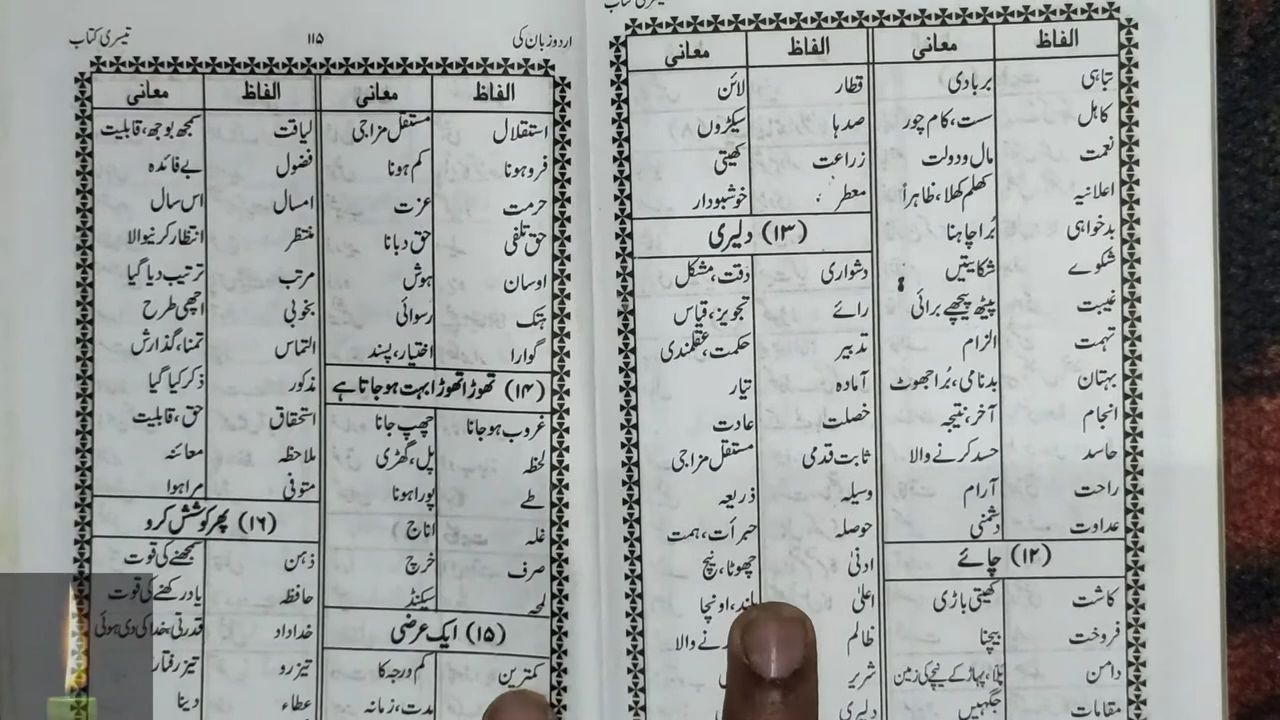 الفاظ معانی الفاظ معانی
تباہی بربادی
کاہل سست، کام چور
نعمت مال و دولت
اعلانیہ کھلم کھلا، ظاہراً
بدخواہی بُرا چاہنا
شکوے شکایتیں
غیبت پیٹھ پیچھے برائی
تہمت الزام
بہتان بدنامی، بُرا جھوٹ
انجام آخر، نتیجہ
حاسد حسد کرنے والا
راحت آرام
عداوت دشمنی
(۱۲) چائے
کاشت کھیتی باڑی
فروخت بیچنا
دامن پلّا، پہاڑ کے نیچے کی زمین
مقامات جگہیں
قطار لائن
صدہا سیکڑوں
زراعت کھیتی
معطر خوشبودار
(۱۳) دلیری
دشواری دقت، مشکل
رائے تجویز، قیاس
تدبیر حکمت، عقلمندی
آمادہ تیار
خصلت عادت
ثابت قدمی مستقل مزاجی
وسیلہ ذریعہ
حوصلہ جرأت، ہمت
ادنیٰ چھوٹا، نیچ
اعلیٰ بلند، اونچا
ظالم نے والا
شریر
دلیری
اردو زبان کی ۱۱۵ تیسری کتاب
الفاظ معانی الفاظ معانی
استقلال مستقل مزاجی
فرو ہونا کم ہونا
حرمت عزت
حق تلفی حق دبانا
اوسان ہوش
ہتک رسوائی
گوارا اختیار، پسند
(۱۴) تھوڑا تھوڑا بہت ہو جاتا ہے
غروب ہو جانا چھپ جانا
لحظہ پل، گھڑی
طے پورا ہونا
غلہ اناج
صرف خرچ
لمحہ سیکنڈ
(۱۵) ایک عرضی
کمترین کم درجہ کا
مدت، زمانہ
لیاقت سمجھ بوجھ، قابلیت
فضول بے فائدہ
امسال اس سال
منتظر انتظار کرنیوالا
مرتب ترتیب دیا گیا
بخوبی اچھی طرح
التماس تمنا، گذارش
مذکور ذکر کیا گیا
استحقاق حق، قابلیت
ملاحظہ معائنہ
متوفی مرا ہوا
(۱۶) پھر کوشش کرو
ذہن سمجھنے کی قوت
حافظہ یاد رکھنے کی قوت
خداداد قدرتی، خدا کی دی ہوئی
تیز رو تیز رفتار
عطاء دینا